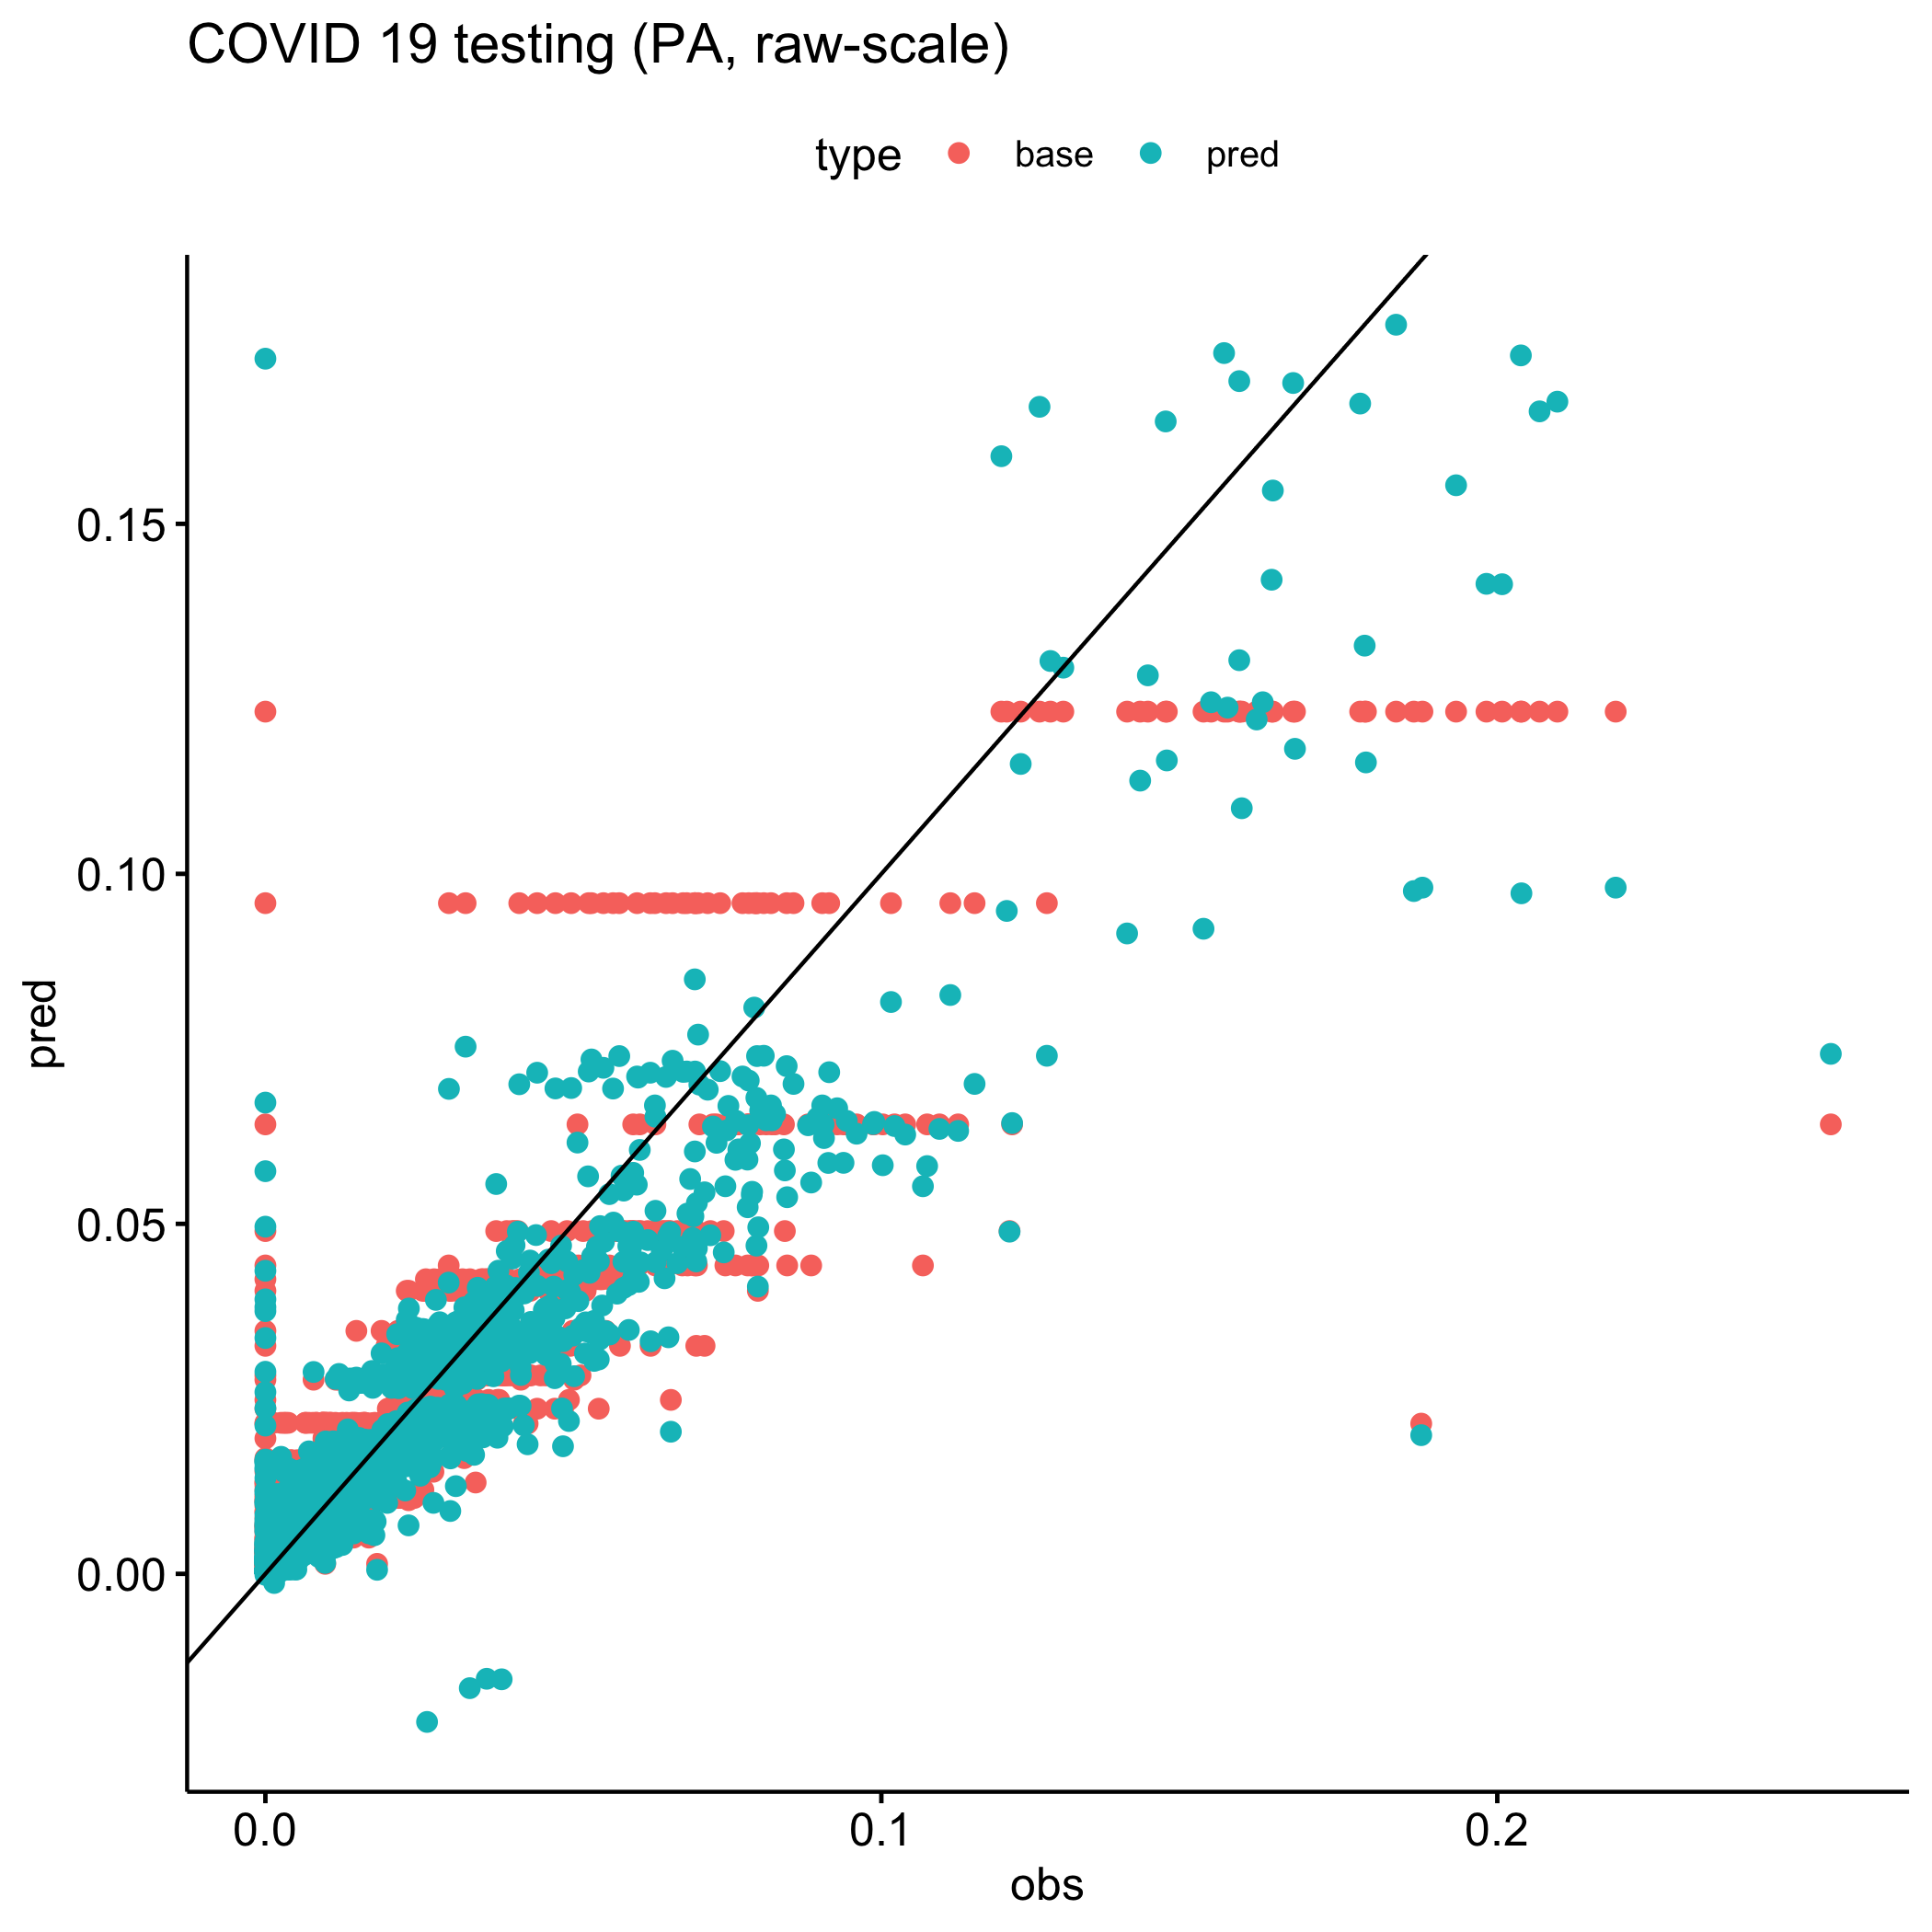 COVID 19 testing (PA, raw-scale)
type base pred
0.15
0.10
0.05
0.00
pred
0.0 0.1 0.2
obs